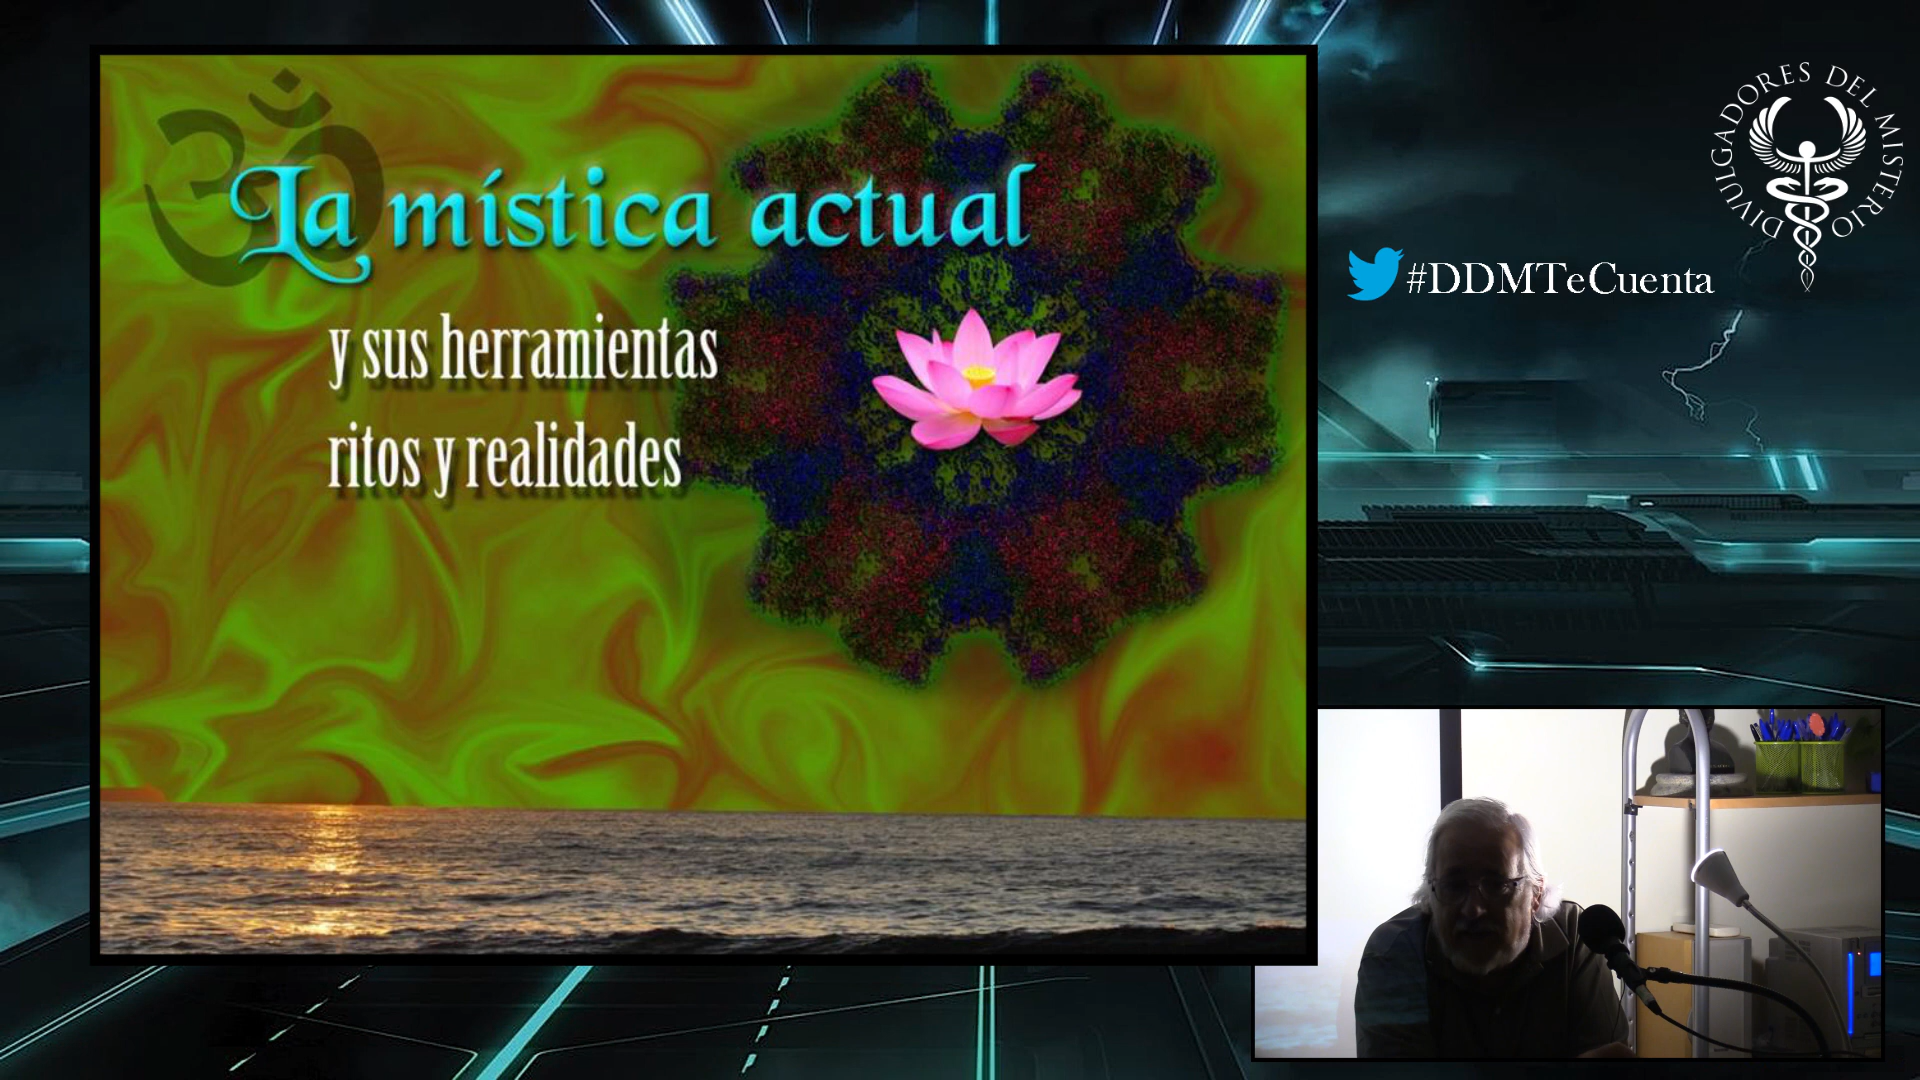 ॐ
La mística actual
y sus herramientas
ritos y realidades
DIVULGADORES DEL MISTERIO
#DDMTeCuenta